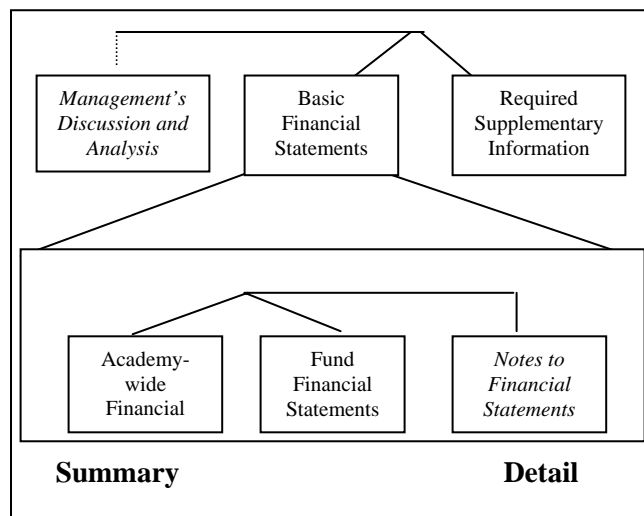 Management's
Discussion and
Analysis
Basic
Financial
Statements
Required
Supplementary
Information
Academy-
wide
Financial
Fund
Financial
Statements
Notes to
Financial
Statements
Summary
Detail